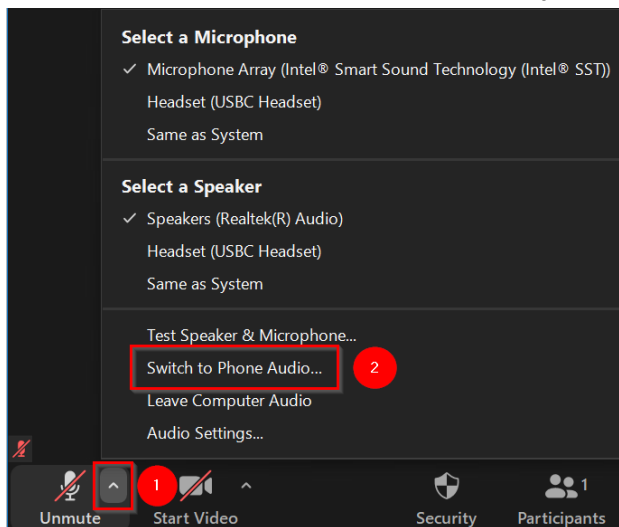 Select a Microphone
✓ Microphone Array (Intel® Smart Sound Technology (Intel® SST))
Headset (USBC Headset)
Same as System
Select a Speaker
✓ Speakers (Realtek(R) Audio)
Headset (USBC Headset)
Same as System
Test Speaker & Microphone...
Switch to Phone Audio... 2
Leave Computer Audio
Audio Settings...
1 1
Unmute Start Video Security Participants